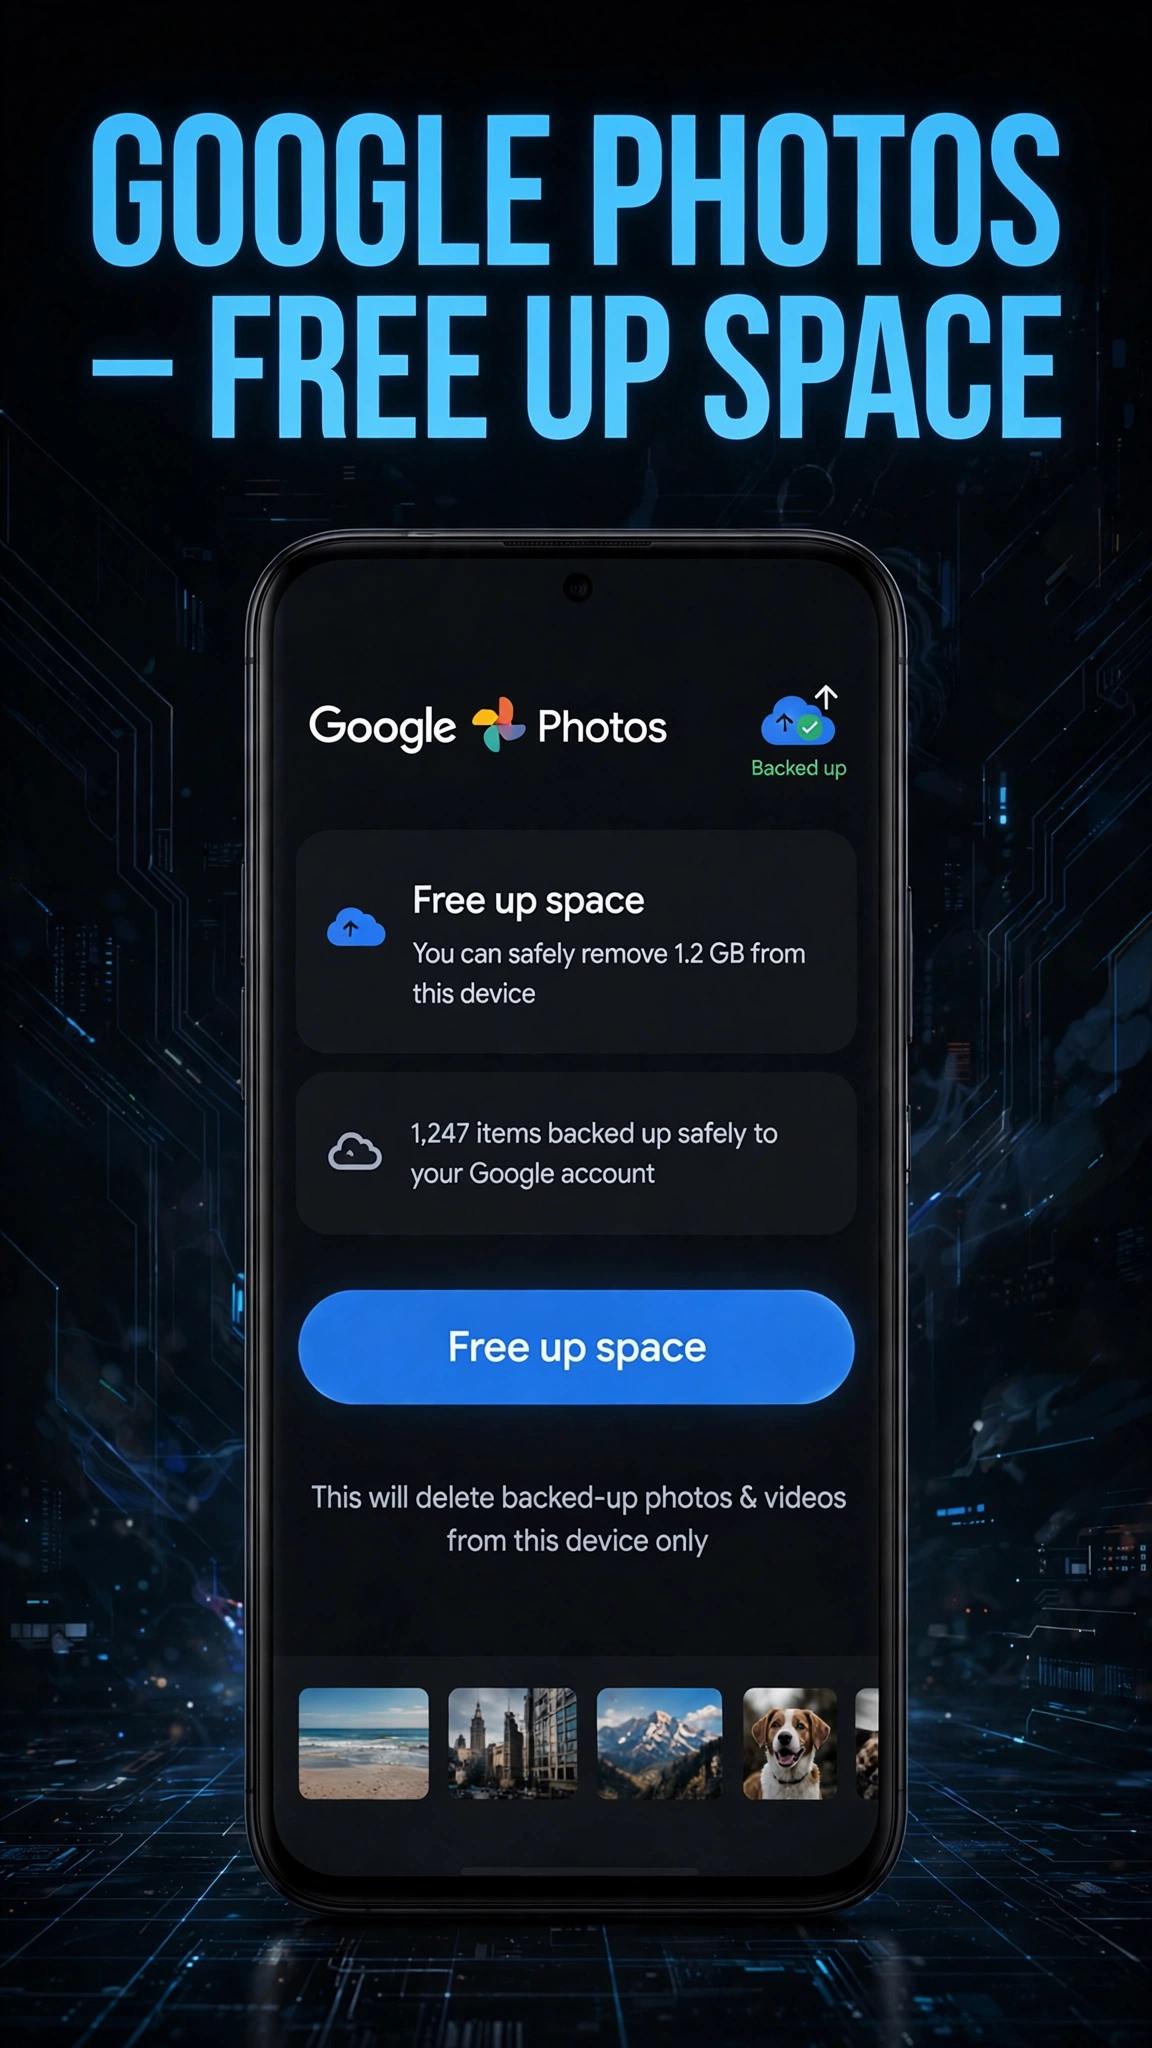 GOOGLE PHOTOS
– FREE UP SPACE
Google Photos
Backed up
Free up space
You can safely remove 1.2 GB from
this device
1,247 items backed up safely to
your Google account
Free up space
This will delete backed-up photos & videos
from this device only